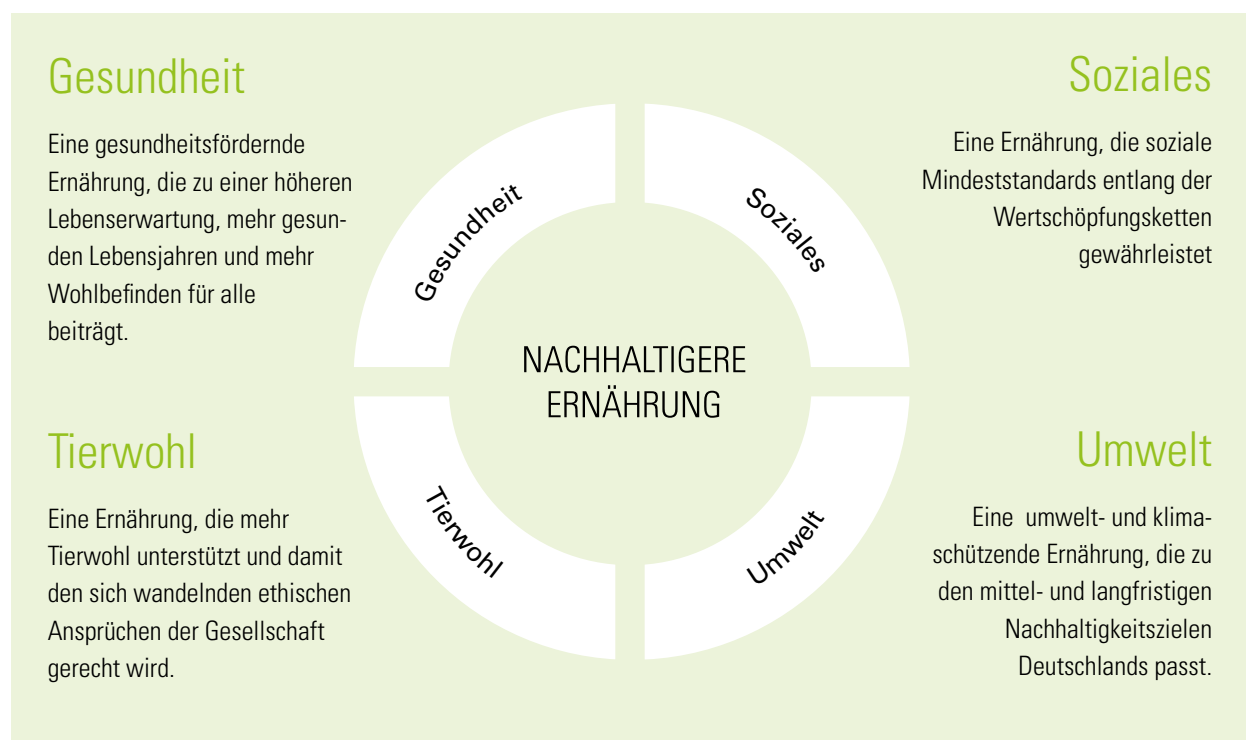 Gesundheit
Eine gesundheitsfördernde
Ernährung, die zu einer höheren
Lebenserwartung, mehr gesun-
den Lebensjahren und mehr
Wohlbefinden für alle
beiträgt.
Soziales
Eine Ernährung, die soziale
Mindeststandards entlang der
Wertschöpfungsketten
gewährleistet
Gesundheit
Soziales
NACHHALTIGERE
ERNÄHRUNG
Tierwohl
Umwelt
Tierwohl
Eine Ernährung, die mehr
Tierwohl unterstützt und damit
den sich wandelnden ethischen
Ansprüchen der Gesellschaft
gerecht wird.
Umwelt
Eine umwelt- und klima-
schützende Ernährung, die zu
den mittel- und langfristigen
Nachhaltigkeitszielen
Deutschlands passt.